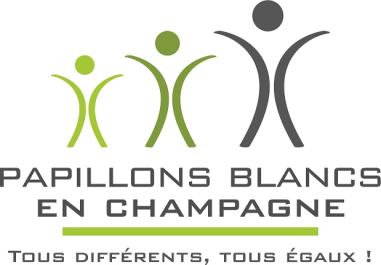 PAPILLONS BLANCS
EN CHAMPAGNE
TOUS DIFFÉRENTS, TOUS ÉGAUX !